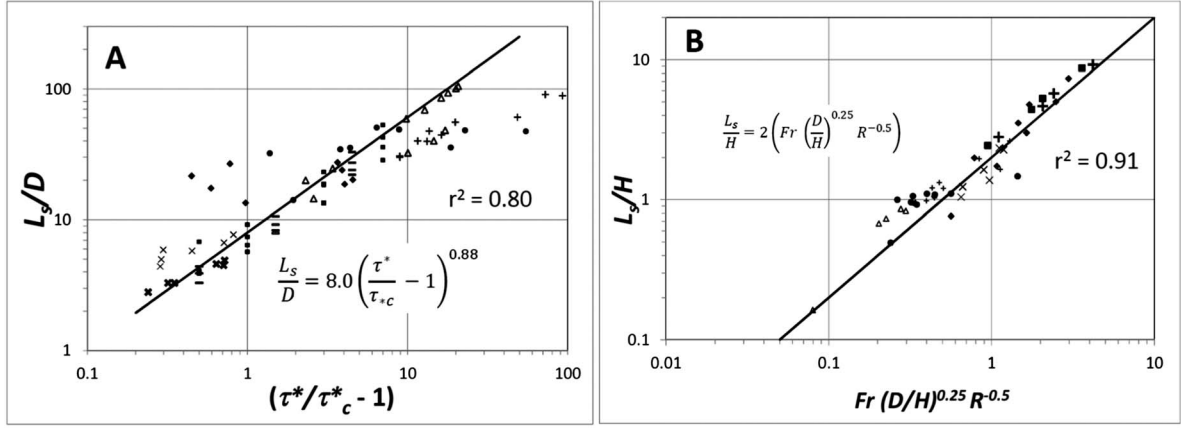 A
L_s/D
100
10
1
r² = 0.80
L_s/D = 8.0 (τ*/τ_{*c} − 1)^{0.88}
0.1 1 10 100
(τ*/τ*_c - 1)
B
L_s/H
10
1
0.1
L_s/H = 2 (Fr (D/H)^{0.25} R^{-0.5})
r² = 0.91
0.01 0.1 1 10
Fr (D/H)^{0.25} R^{-0.5}